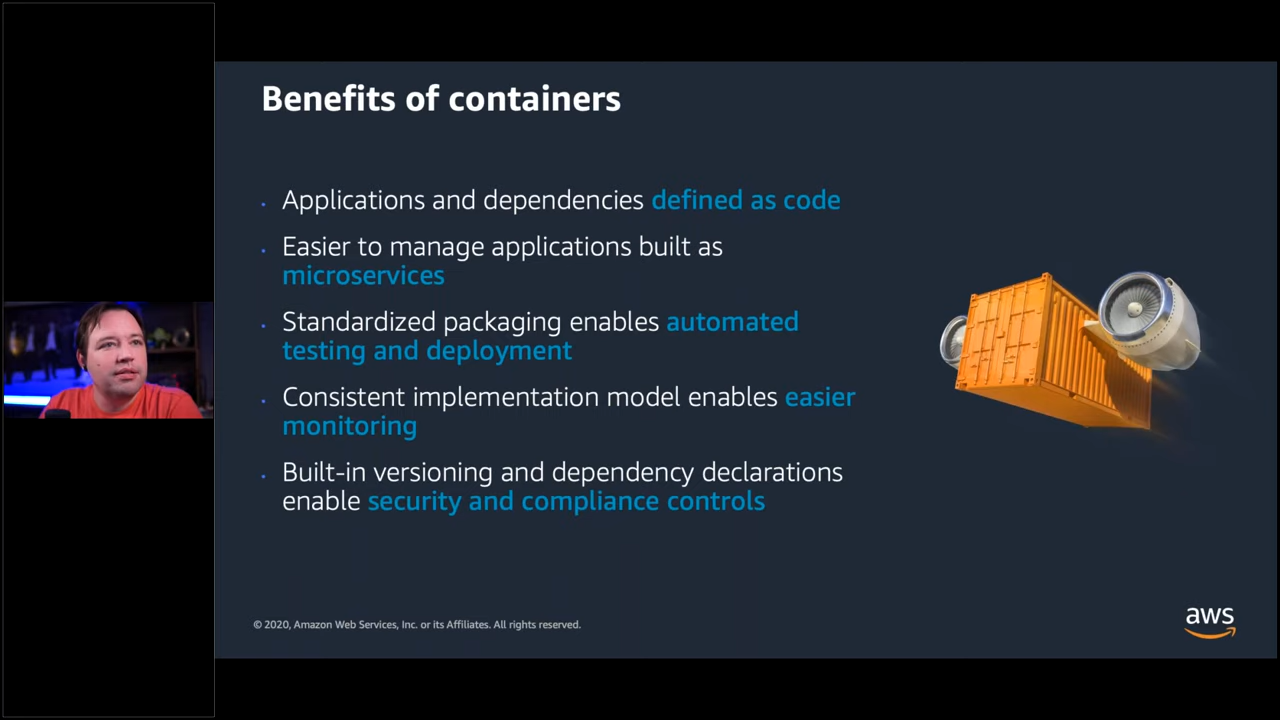 Benefits of containers
Applications and dependencies defined as code
Easier to manage applications built as
microservices
Standardized packaging enables automated
testing and deployment
Consistent implementation model enables easier
monitoring
Built-in versioning and dependency declarations
enable security and compliance controls
© 2020, Amazon Web Services, Inc. or its Affiliates. All rights reserved.
aws